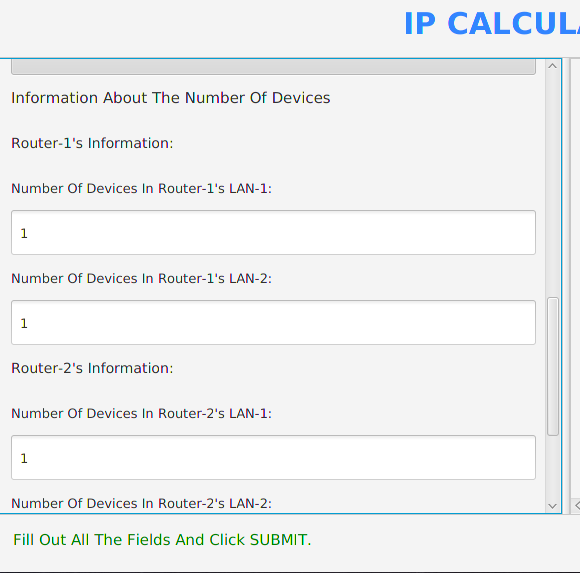 IP CALCUL
Information About The Number Of Devices
Router-1's Information:
Number Of Devices In Router-1's LAN-1:
1
Number Of Devices In Router-1's LAN-2:
1
Router-2's Information:
Number Of Devices In Router-2's LAN-1:
1
Number Of Devices In Router-2's LAN-2:
Fill Out All The Fields And Click SUBMIT.